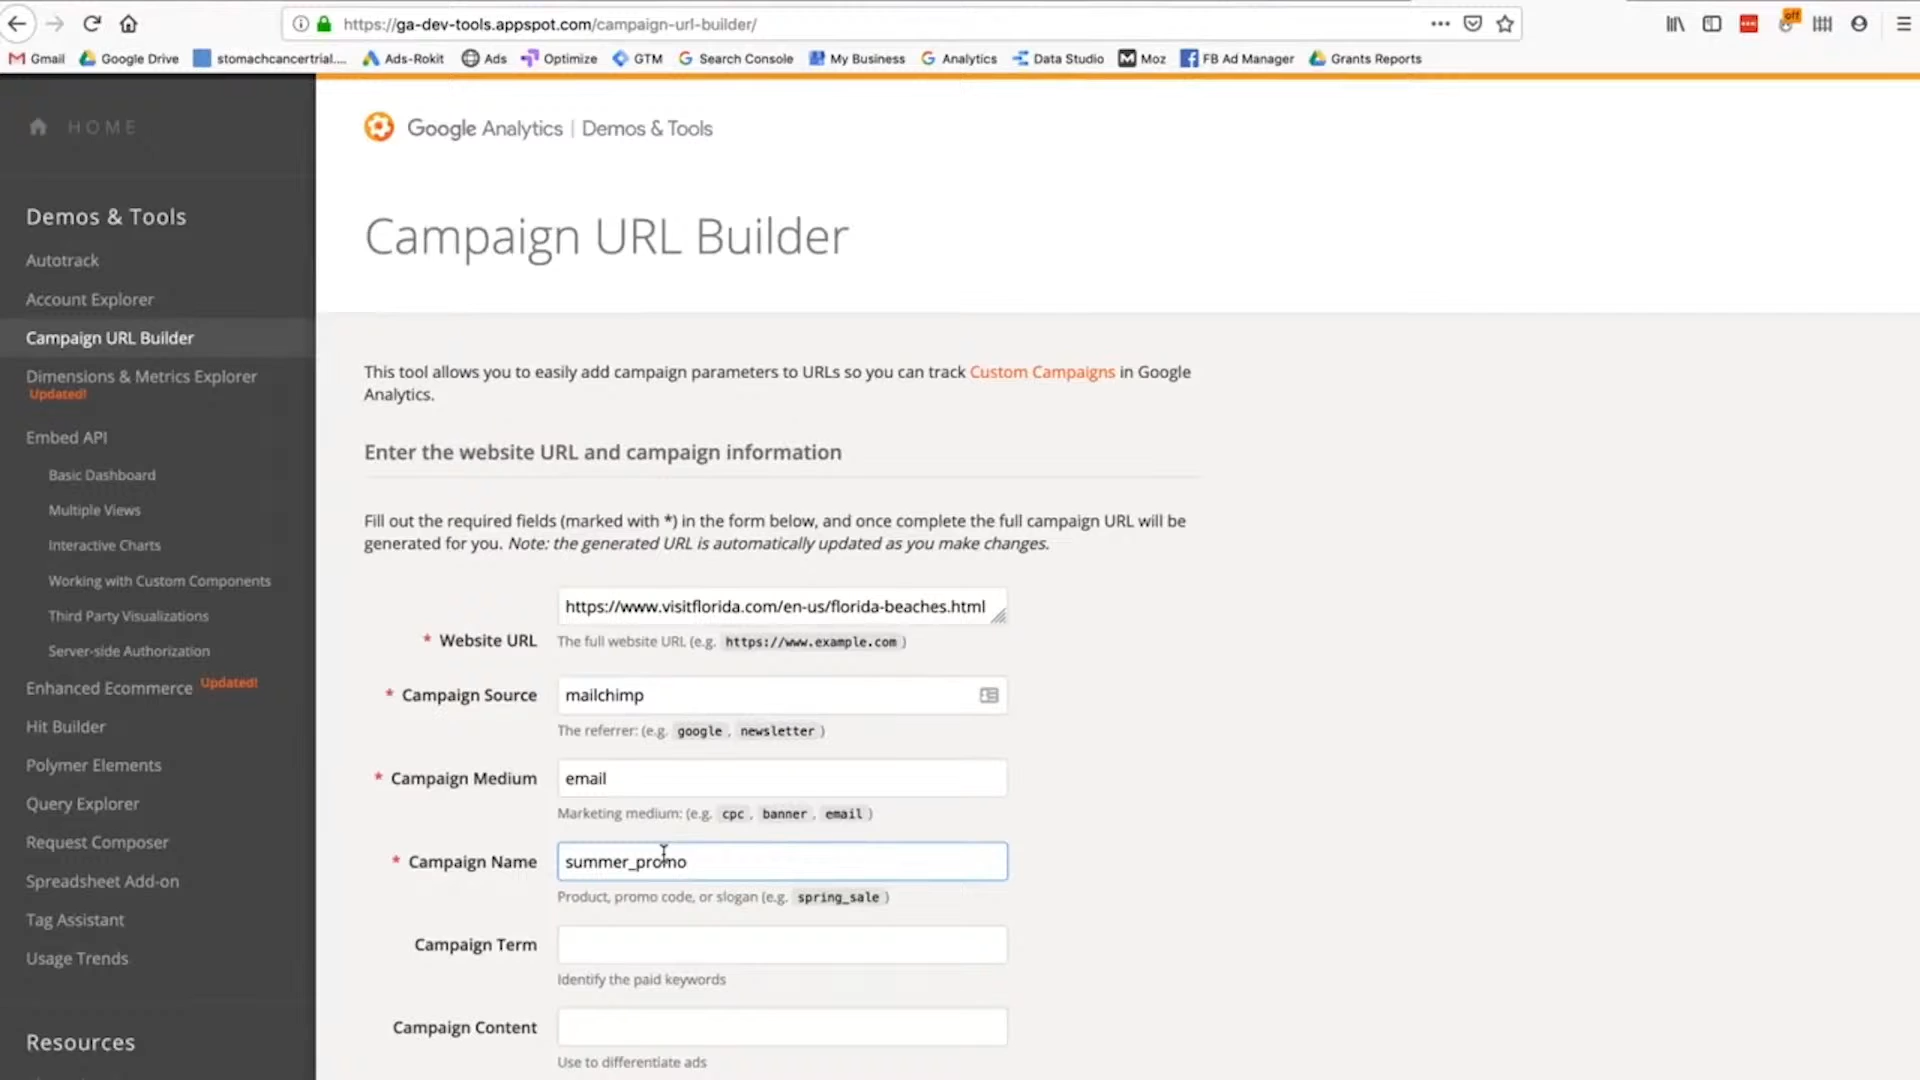 https://ga-dev-tools.appspot.com/campaign-url-builder/
off
Gmail Google Drive stomachcancertrial.... Ads-Rokit Ads Optimize GTM Search Console My Business Analytics Data Studio Moz FB Ad Manager Grants Reports
HOME
Demos & Tools
Autotrack
Account Explorer
Campaign URL Builder
Dimensions & Metrics Explorer
Updated!
Embed API
Basic Dashboard
Multiple Views
Interactive Charts
Working with Custom Components
Third Party Visualizations
Server-side Authorization
Enhanced Ecommerce Updated!
Hit Builder
Polymer Elements
Query Explorer
Request Composer
Spreadsheet Add-on
Tag Assistant
Usage Trends
Resources
Google Analytics | Demos & Tools
Campaign URL Builder
This tool allows you to easily add campaign parameters to URLs so you can track Custom Campaigns in Google
Analytics.
Enter the website URL and campaign information
Fill out the required fields (marked with *) in the form below, and once complete the full campaign URL will be
generated for you. Note: the generated URL is automatically updated as you make changes.
https://www.visitflorida.com/en-us/florida-beaches.html
* Website URL
The full website URL (e.g. https://www.example.com )
* Campaign Source
mailchimp
The referrer: (e.g. google , newsletter )
* Campaign Medium
email
Marketing medium: (e.g. cpc , banner , email )
* Campaign Name
summer_promo
Product, promo code, or slogan (e.g. spring_sale )
Campaign Term
Identify the paid keywords
Campaign Content
Use to differentiate ads